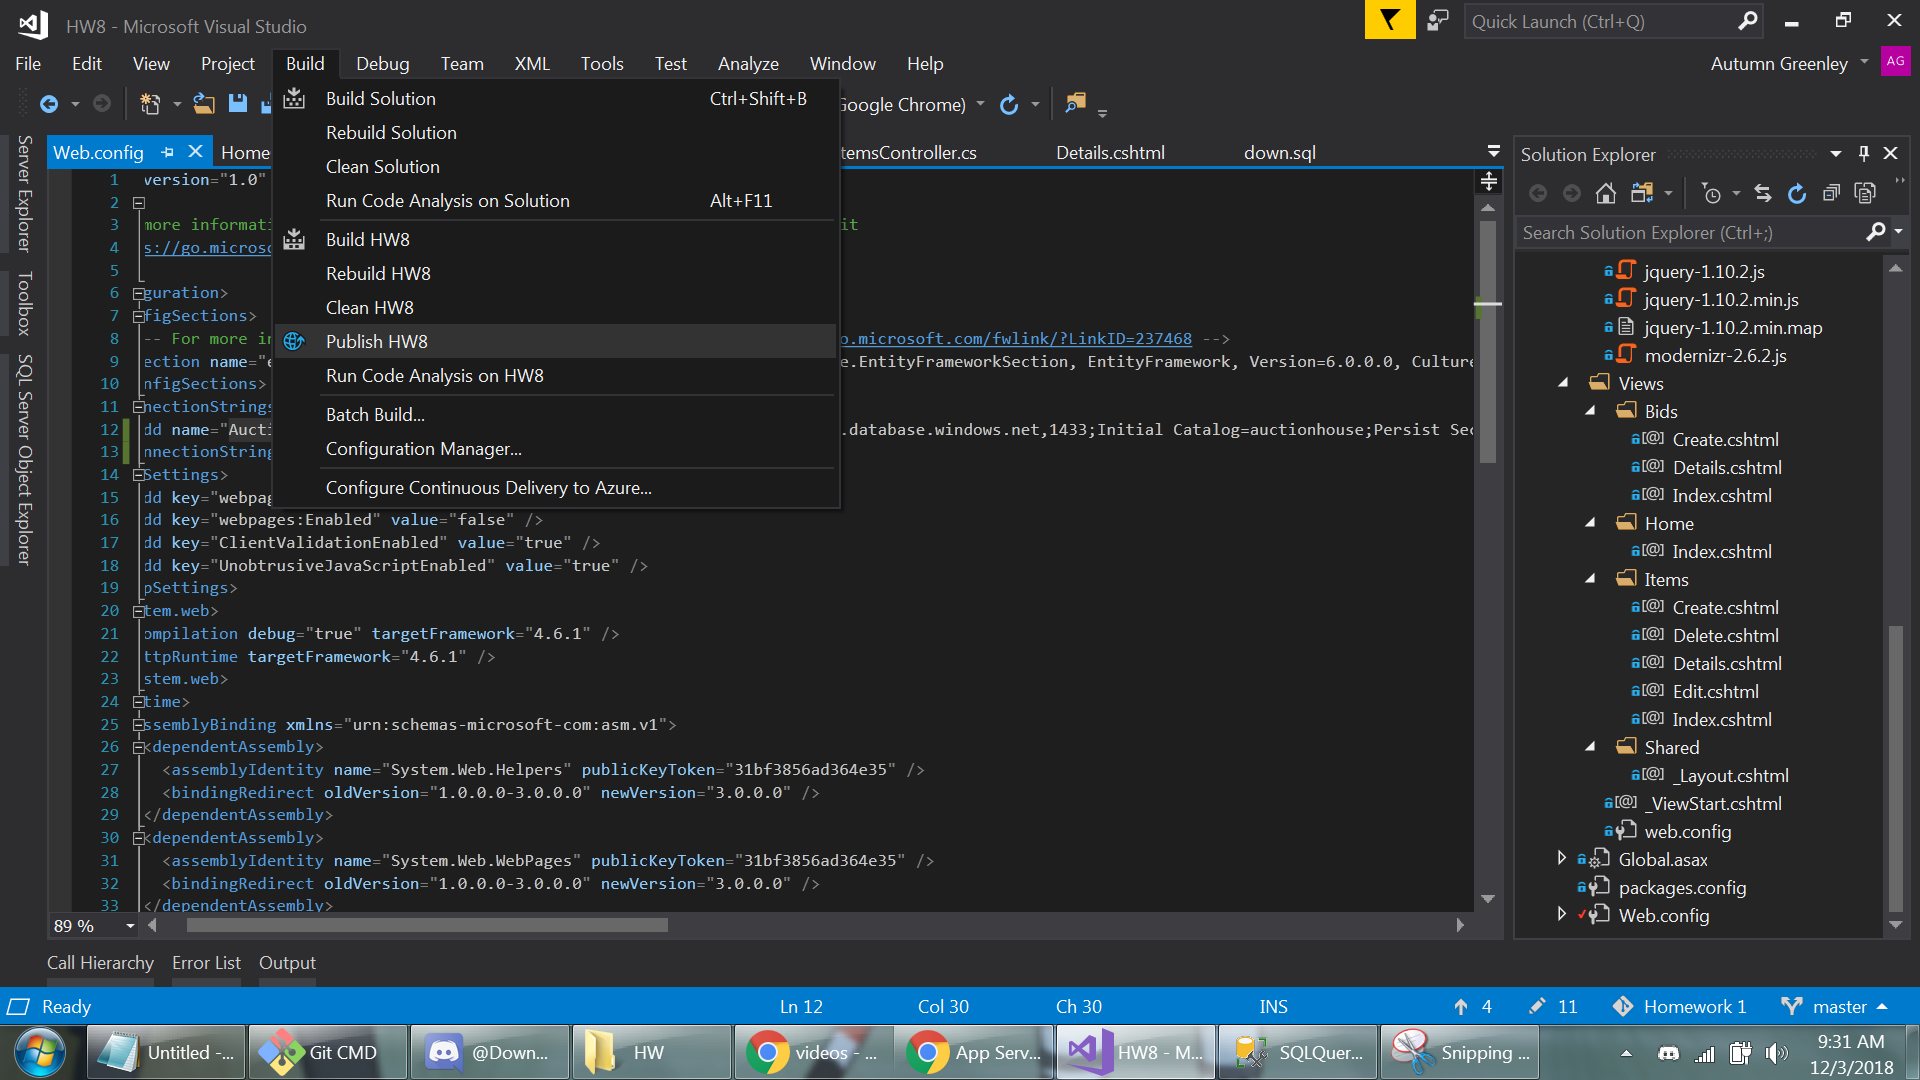 HW8 - Microsoft Visual Studio
Quick Launch (Ctrl+Q)
File Edit View Project Build Debug Team XML Tools Test Analyze Window Help
Autumn Greenley AG
Google Chrome)
Build Solution Ctrl+Shift+B
Rebuild Solution
Clean Solution
Run Code Analysis on Solution Alt+F11
Build HW8
Rebuild HW8
Clean HW8
Publish HW8
Run Code Analysis on HW8
Batch Build...
Configuration Manager...
Configure Continuous Delivery to Azure...
Server Explorer
Toolbox
SQL Server Object Explorer
Web.config Home temsController.cs Details.cshtml down.sql
1 version="1.0"
2
3 more informati it
4 s://go.microsc
5
6 guration>
7 figSections>
8 -- For more in o.microsoft.com/fwlink/?LinkID=237468 -->
9 ection name="e e.EntityFrameworkSection, EntityFramework, Version=6.0.0.0, Culture
10 nfigSections>
11 nectionStrings
12 dd name="Aucti .database.windows.net,1433;Initial Catalog=auctionhouse;Persist Sec
13 nnectionString
14 Settings>
15 dd key="webpag
16 dd key="webpages:Enabled" value="false" />
17 dd key="ClientValidationEnabled" value="true" />
18 dd key="UnobtrusiveJavaScriptEnabled" value="true" />
19 pSettings>
20 tem.web>
21 ompilation debug="true" targetFramework="4.6.1" />
22 ttpRuntime targetFramework="4.6.1" />
23 stem.web>
24 time>
25 ssemblyBinding xmlns="urn:schemas-microsoft-com:asm.v1">
26 <dependentAssembly>
27 <assemblyIdentity name="System.Web.Helpers" publicKeyToken="31bf3856ad364e35" />
28 <bindingRedirect oldVersion="1.0.0.0-3.0.0.0" newVersion="3.0.0.0" />
29 </dependentAssembly>
30 <dependentAssembly>
31 <assemblyIdentity name="System.Web.WebPages" publicKeyToken="31bf3856ad364e35" />
32 <bindingRedirect oldVersion="1.0.0.0-3.0.0.0" newVersion="3.0.0.0" />
33 </dependentAssembly>
89 %
Solution Explorer
Search Solution Explorer (Ctrl+;)
jquery-1.10.2.js
jquery-1.10.2.min.js
jquery-1.10.2.min.map
modernizr-2.6.2.js
Views
Bids
Create.cshtml
Details.cshtml
Index.cshtml
Home
Index.cshtml
Items
Create.cshtml
Delete.cshtml
Details.cshtml
Edit.cshtml
Index.cshtml
Shared
_Layout.cshtml
_ViewStart.cshtml
web.config
Global.asax
packages.config
Web.config
Call Hierarchy Error List Output
Ready Ln 12 Col 30 Ch 30 INS 4 11 Homework 1 master
Untitled -... Git CMD @Down... HW videos - ... App Serv... HW8 - M... SQLQuer... Snipping ...
9:31 AM
12/3/2018